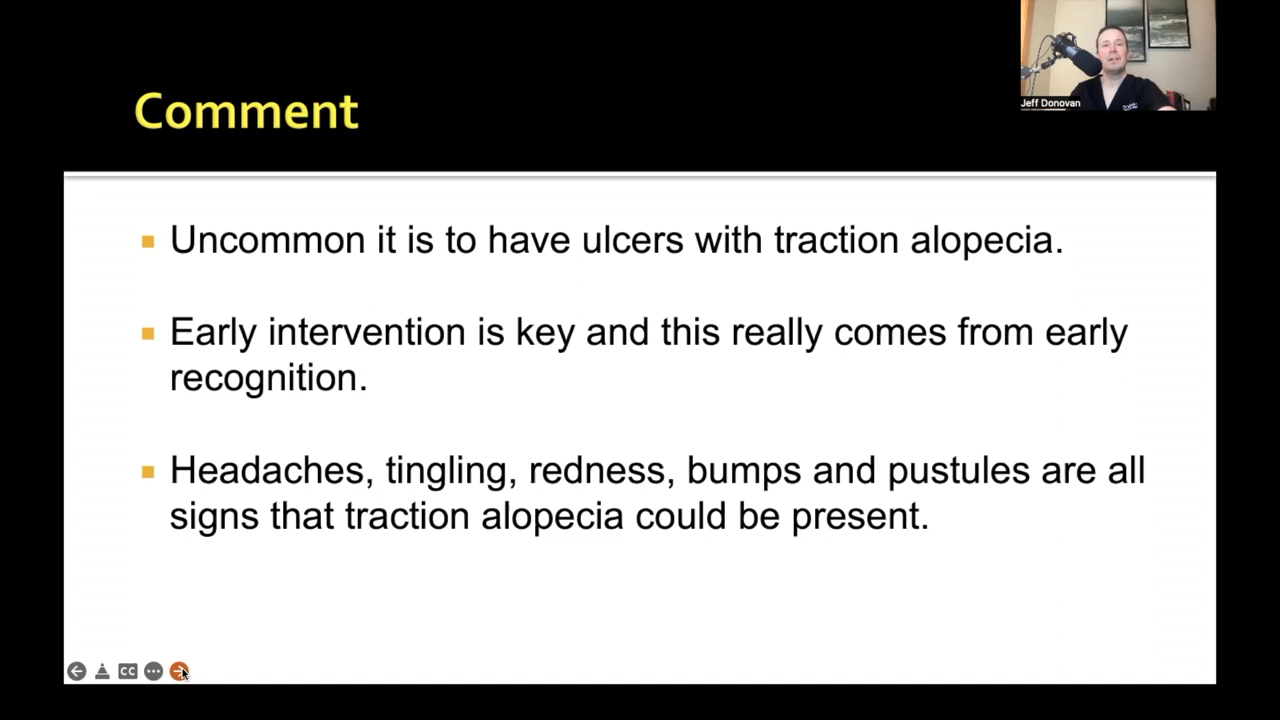 Jeff Donovan
Comment
Uncommon it is to have ulcers with traction alopecia.
Early intervention is key and this really comes from early
recognition.
Headaches, tingling, redness, bumps and pustules are all
signs that traction alopecia could be present.
CC